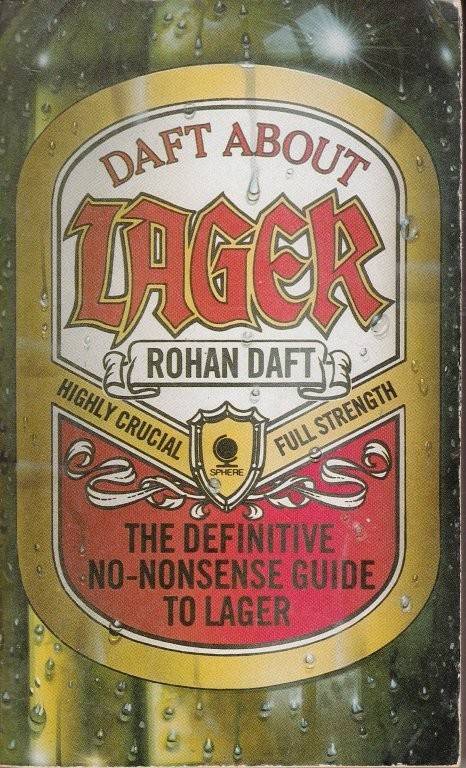 DAFT ABOUT
LAGER
ROHAN DAFT
HIGHLY CRUCIAL
FULL STRENGTH
SPHERE
THE DEFINITIVE
NO-NONSENSE GUIDE
TO LAGER